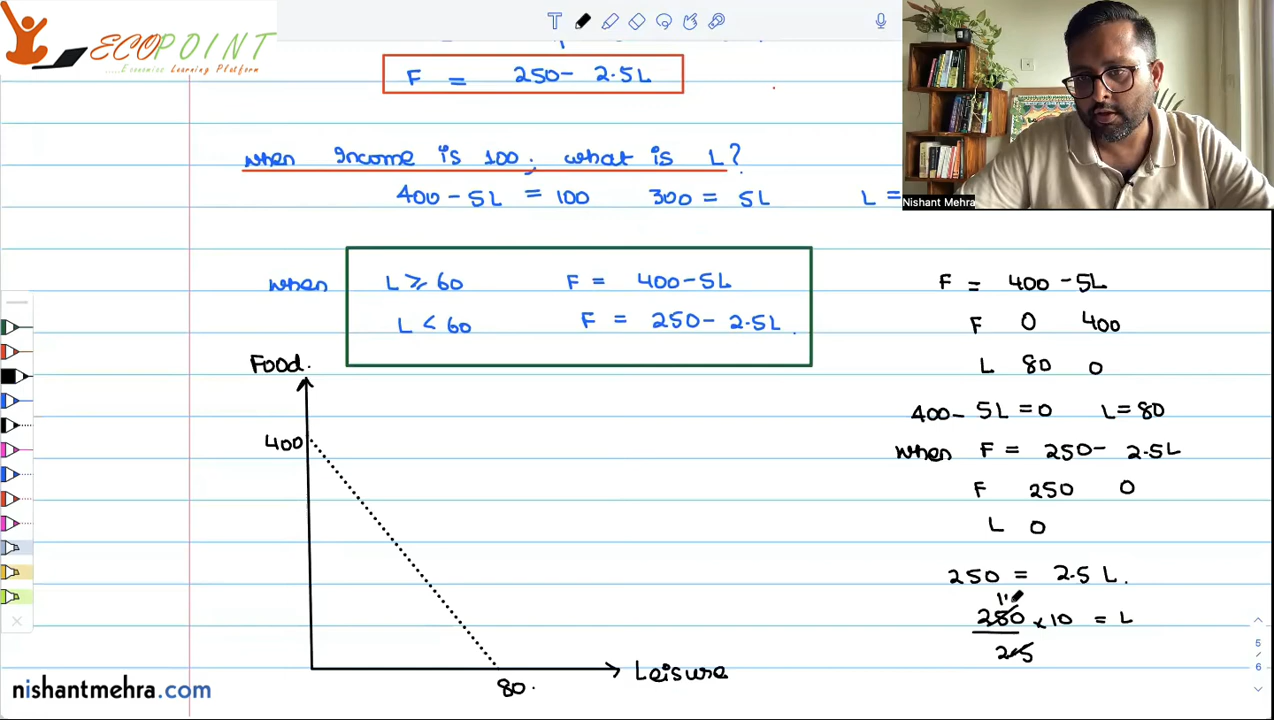 ECOPOINT
.....Economics Learning Platform
F = 250 - 2.5L
when Income is 100, what is L?
400 - 5L = 100 300 = 5L L =
Nishant Mehra
when L ≥ 60 F = 400 - 5L
L < 60 F = 250 - 2.5L
Food.
400
80.
Leisure
F = 400 - 5L
F 0 400
L 80 0
400 - 5L = 0 L = 80
when F = 250 - 2.5L
F 250 0
L 0
250 = 2.5 L.
250 × 10 = L
25
5
6
nishantmehra.com